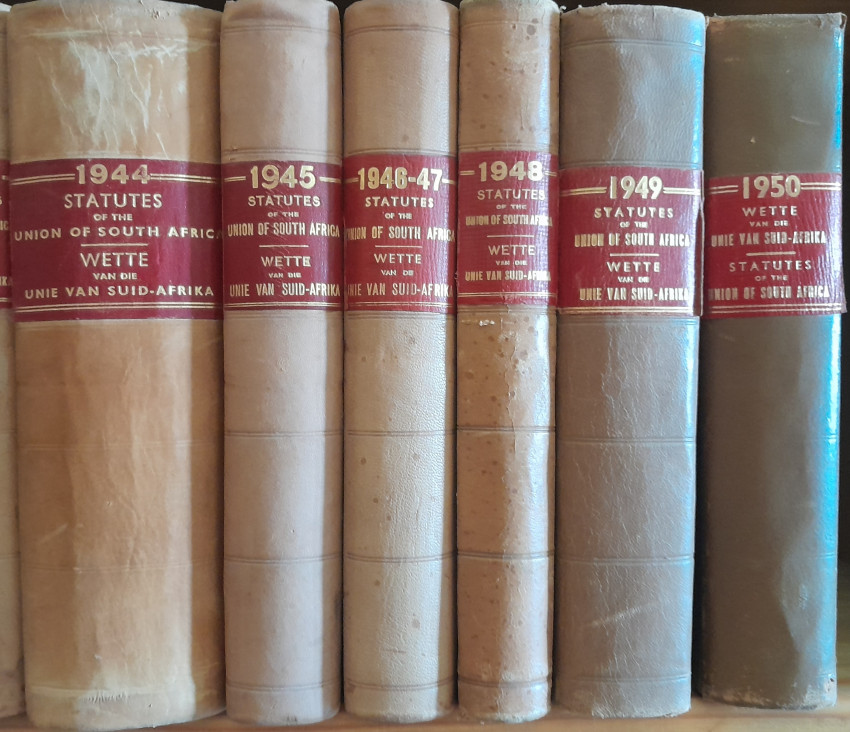 1944
STATUTES
OF THE
UNION OF SOUTH AFRICA
WETTE
VAN DIE
UNIE VAN SUID-AFRIKA
1945
STATUTES
OF THE
UNION OF SOUTH AFRICA
WETTE
VAN DIE
UNIE VAN SUID-AFRIKA
1946-47
STATUTES
OF THE
UNION OF SOUTH AFRICA
WETTE
VAN DIE
UNIE VAN SUID-AFRIKA
1948
STATUTES
OF THE
UNION OF SOUTH AFRICA
WETTE
VAN DIE
UNIE VAN SUID-AFRIKA
1949
STATUTES
OF THE
UNION OF SOUTH AFRICA
WETTE
VAN DIE
UNIE VAN SUID-AFRIKA
1950
WETTE
VAN DIE
UNIE VAN SUID-AFRIKA
STATUTES
OF THE
UNION OF SOUTH AFRICA